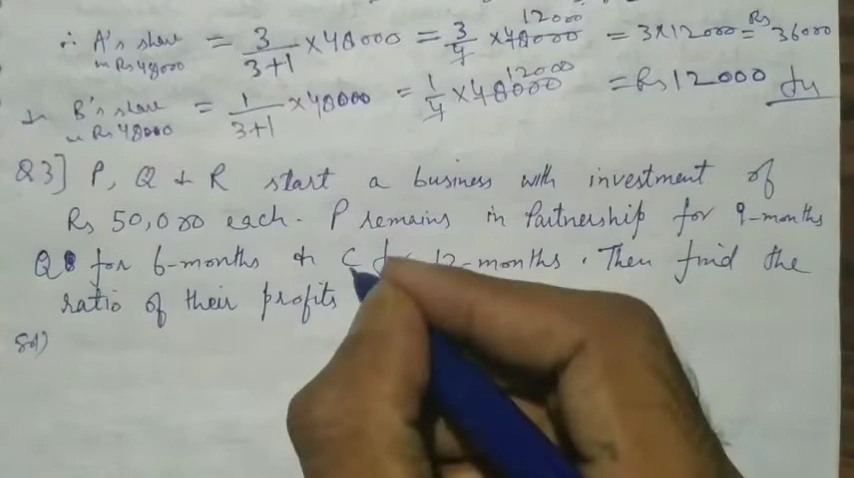 ∴ A's share in Rs 48000 = 3/(3+1) × 48000 = 3/4 × 48000 12000 = 3×12000 = Rs 36000
B's share in Rs 48000 = 1/(3+1) × 48000 = 1/4 × 48000 12000 = Rs 12000
Q3] P, Q & R start a business with investment of
Rs 50,000 each. P remains in Partnership for 9-months
Q for 6-months & C 12-months. Then find the
ratio of their profits
Sol)